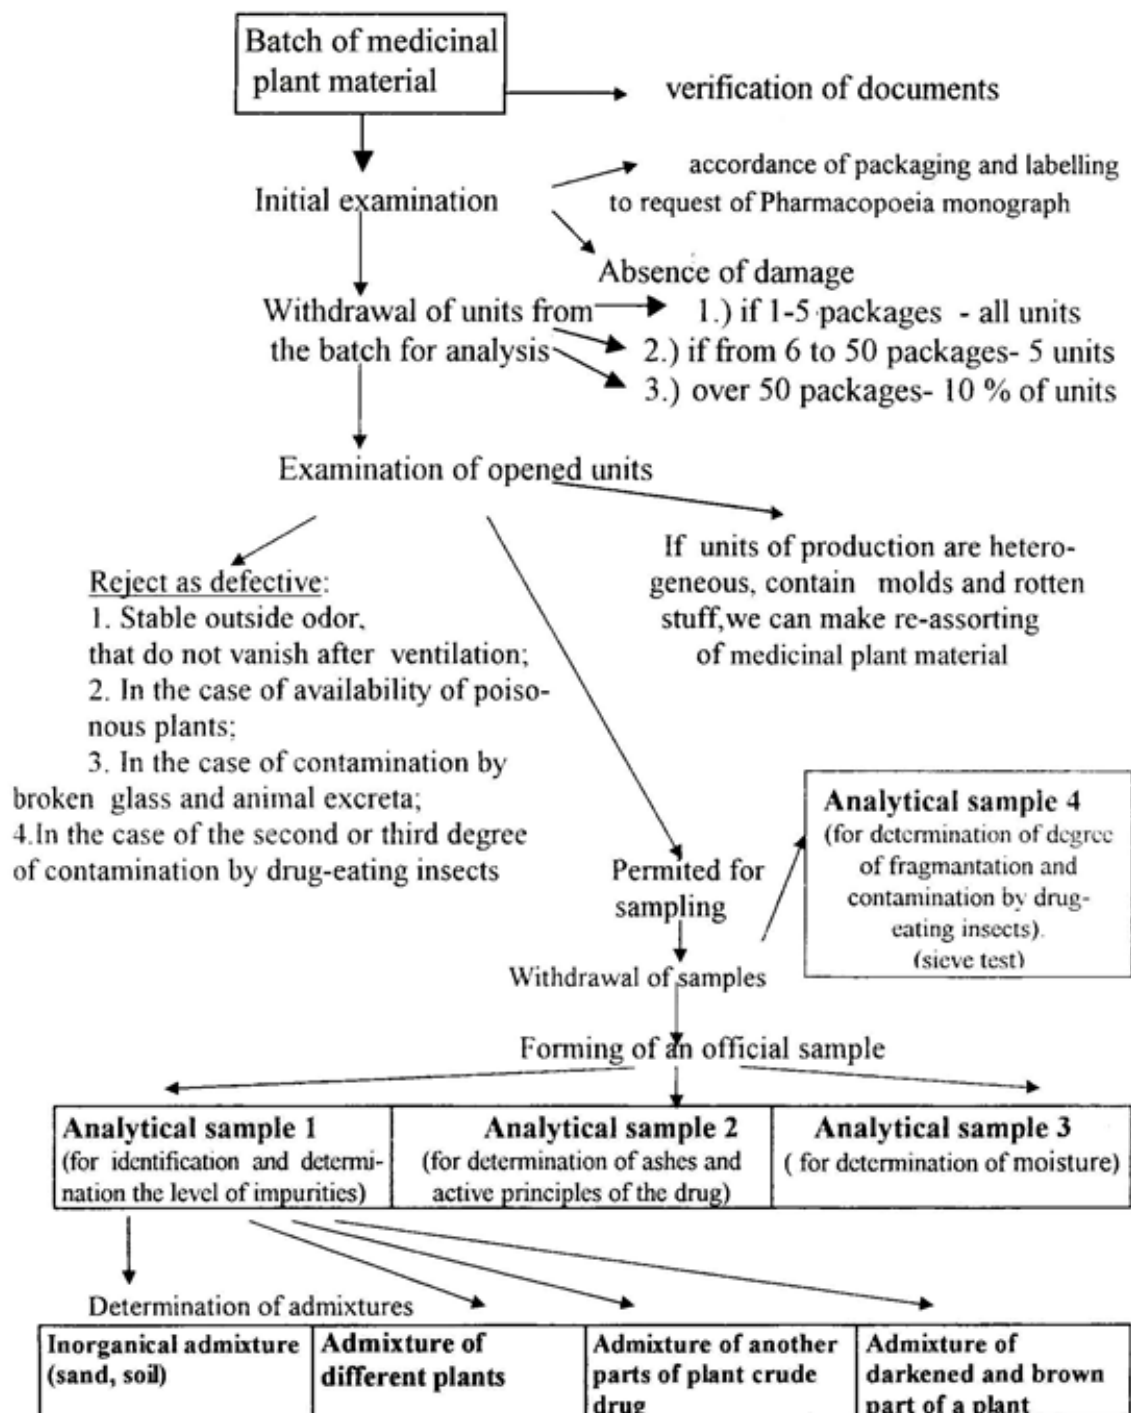 Batch of medicinal
plant material
verification of documents
accordance of packaging and labelling
to request of Pharmacopoeia monograph
Initial examination
Absence of damage
Withdrawal of units from
the batch for analysis
1.) if 1-5 packages - all units
2.) if from 6 to 50 packages- 5 units
3.) over 50 packages- 10 % of units
Examination of opened units
If units of production are hetero-
geneous, contain molds and rotten
stuff,we can make re-assorting
of medicinal plant material
Reject as defective:
1. Stable outside odor,
that do not vanish after ventilation;
2. In the case of availability of poiso-
nous plants;
3. In the case of contamination by
broken glass and animal excreta;
4.In the case of the second or third degree
of contamination by drug-eating insects
Permited for
sampling
Analytical sample 4
(for determination of degree
of fragmantation and
contamination by drug-
eating insects).
(sieve test)
Withdrawal of samples
Forming of an official sample
Analytical sample 1
(for identification and determi-
nation the level of impurities)
Analytical sample 2
(for determination of ashes and
active principles of the drug)
Analytical sample 3
( for determination of moisture)
Determination of admixtures
Inorganical admixture
(sand, soil)
Admixture of
different plants
Admixture of another
parts of plant crude
drug
Admixture of
darkened and brown
part of a plant